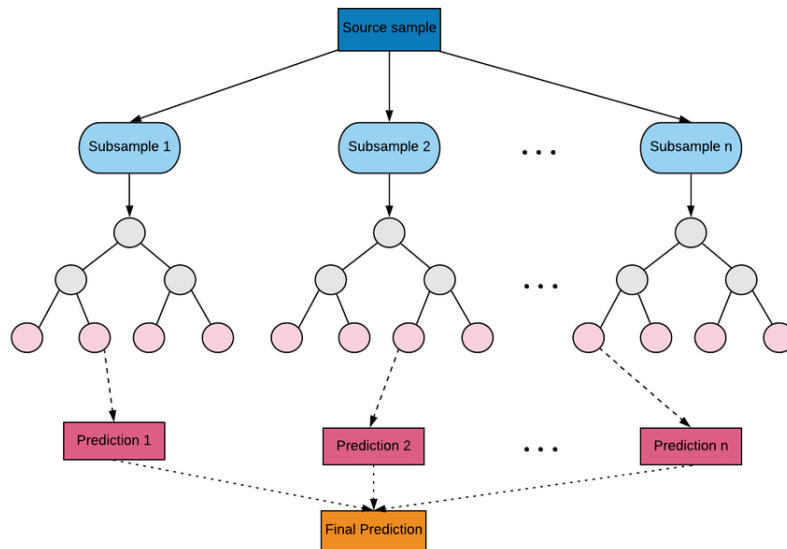 Source sample
Subsample 1
Subsample 2
...
Subsample n
...
Prediction 1
Prediction 2
...
Prediction n
Final Prediction